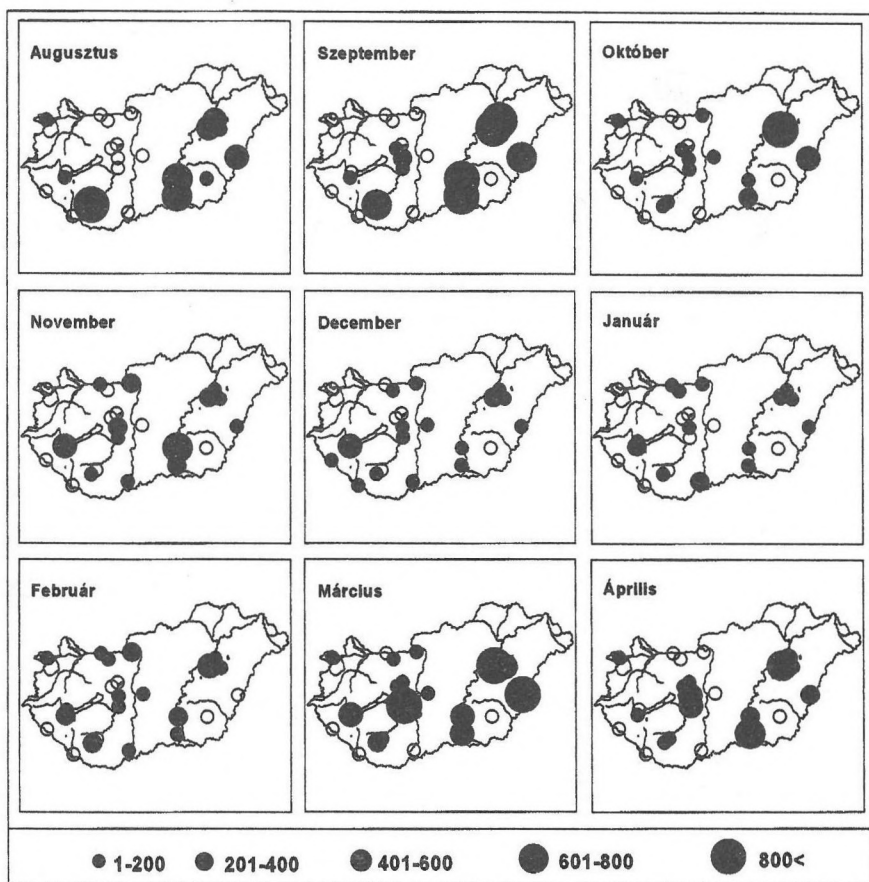 Augusztus
Szeptember
Október
November
December
Január
Február
Március
Április
1-200 201-400 401-600 601-800 800<